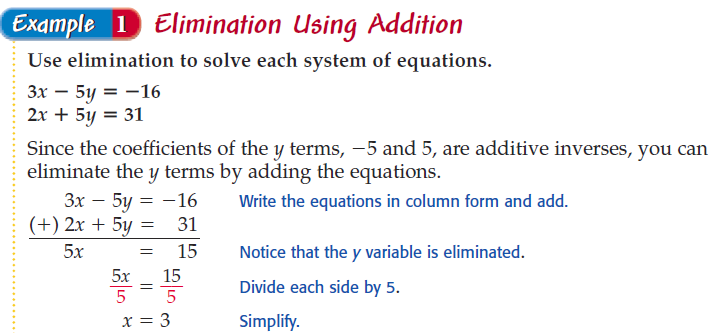 Example 1 Elimination Using Addition
Use elimination to solve each system of equations.
3x − 5y = −16
2x + 5y = 31
Since the coefficients of the y terms, −5 and 5, are additive inverses, you can
eliminate the y terms by adding the equations.
3x − 5y = −16 Write the equations in column form and add.
(+) 2x + 5y = 31
5x = 15 Notice that the y variable is eliminated.
5x/5 = 15/5 Divide each side by 5.
x = 3 Simplify.